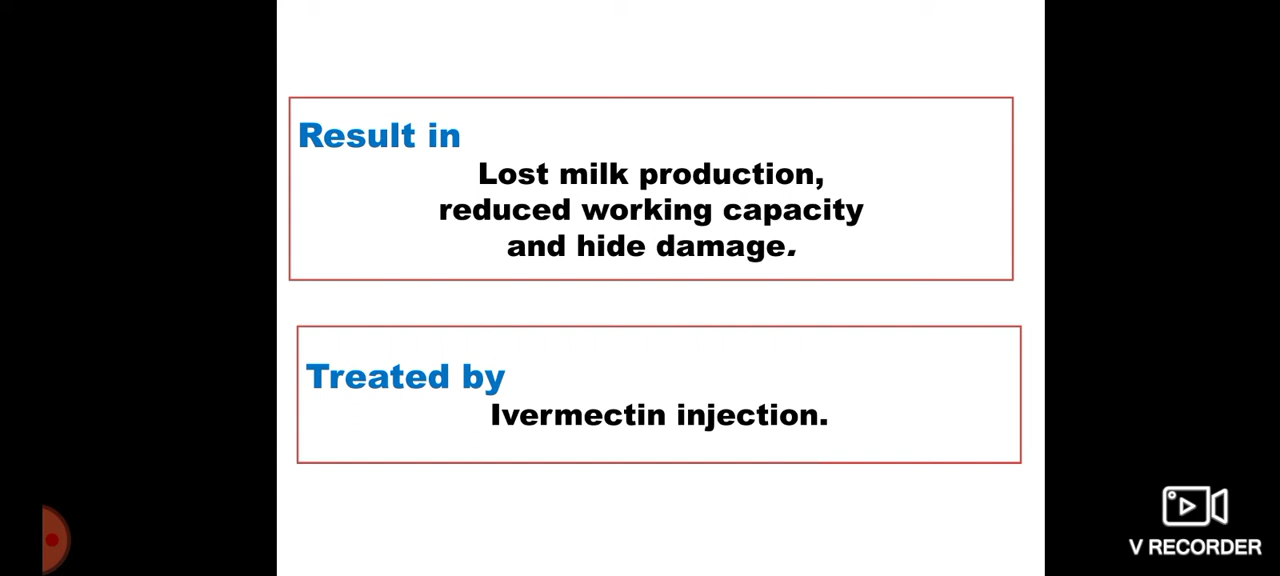 Result in
Lost milk production,
reduced working capacity
and hide damage.
Treated by
Ivermectin injection.
V RECORDER